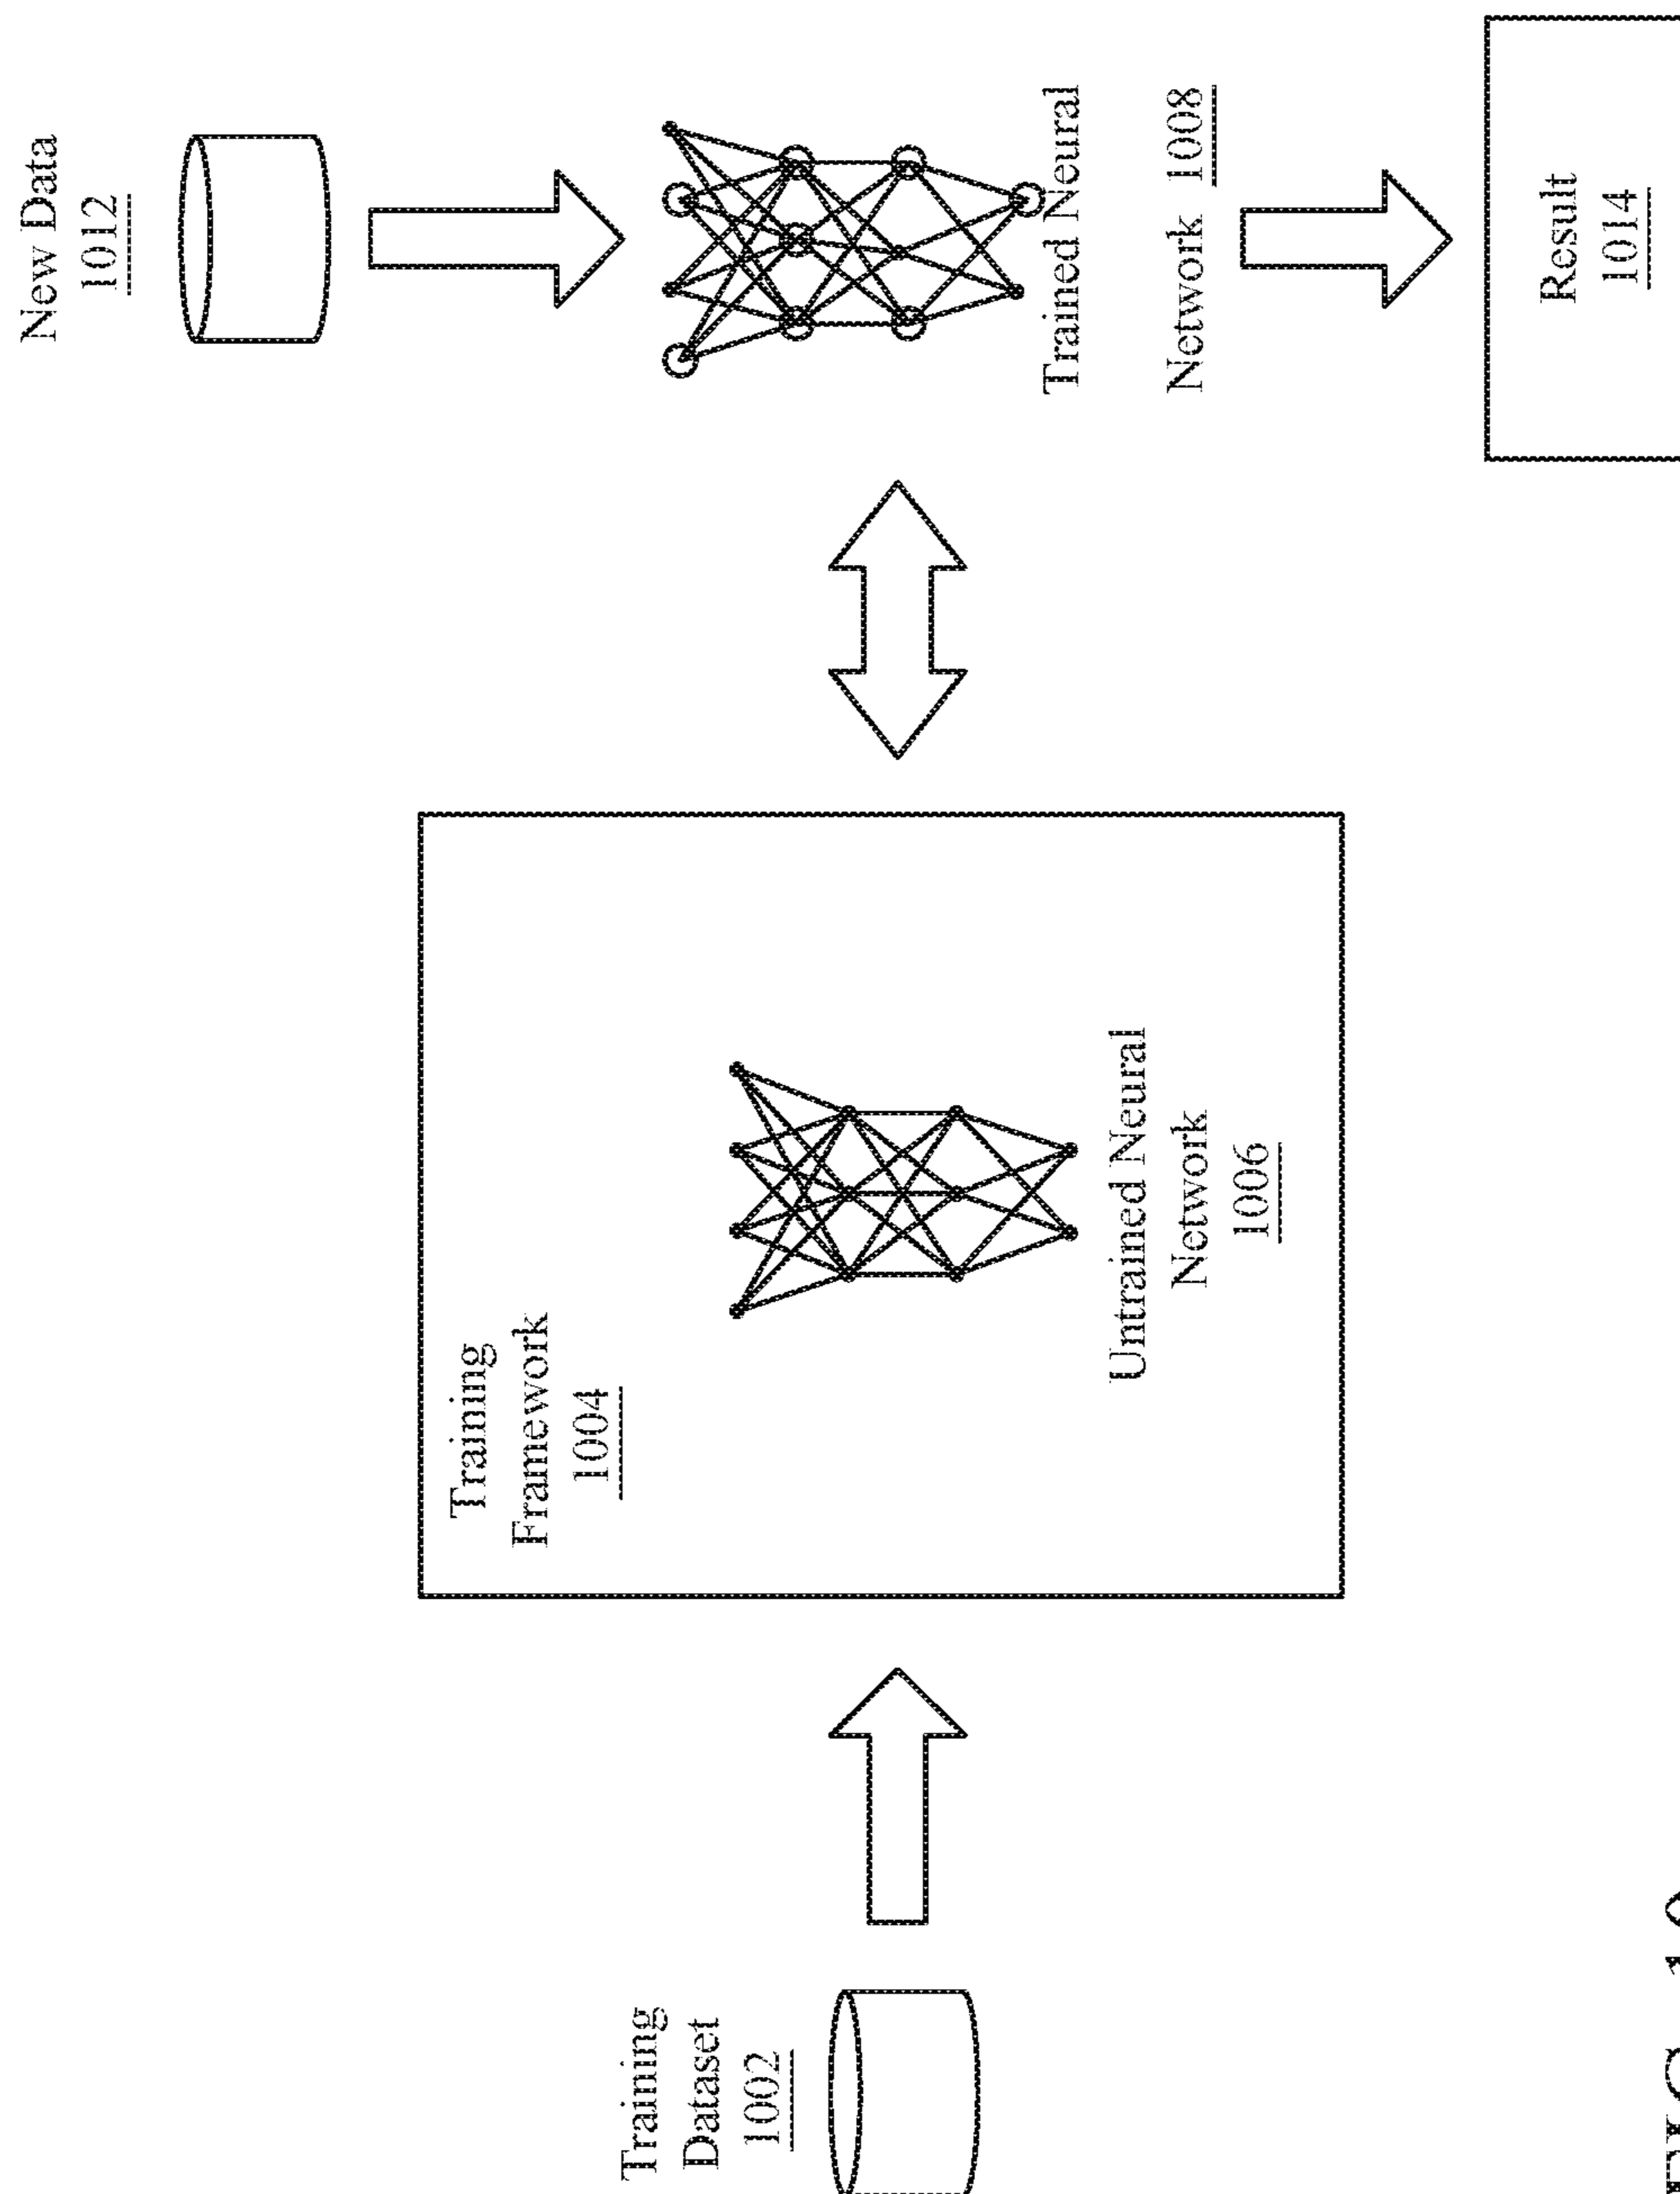 Training
Dataset
1002
Training
Framework
1004
Untrained Neural
Network
1006
New Data
1012
Trained Neural
Network 1008
Result
1014